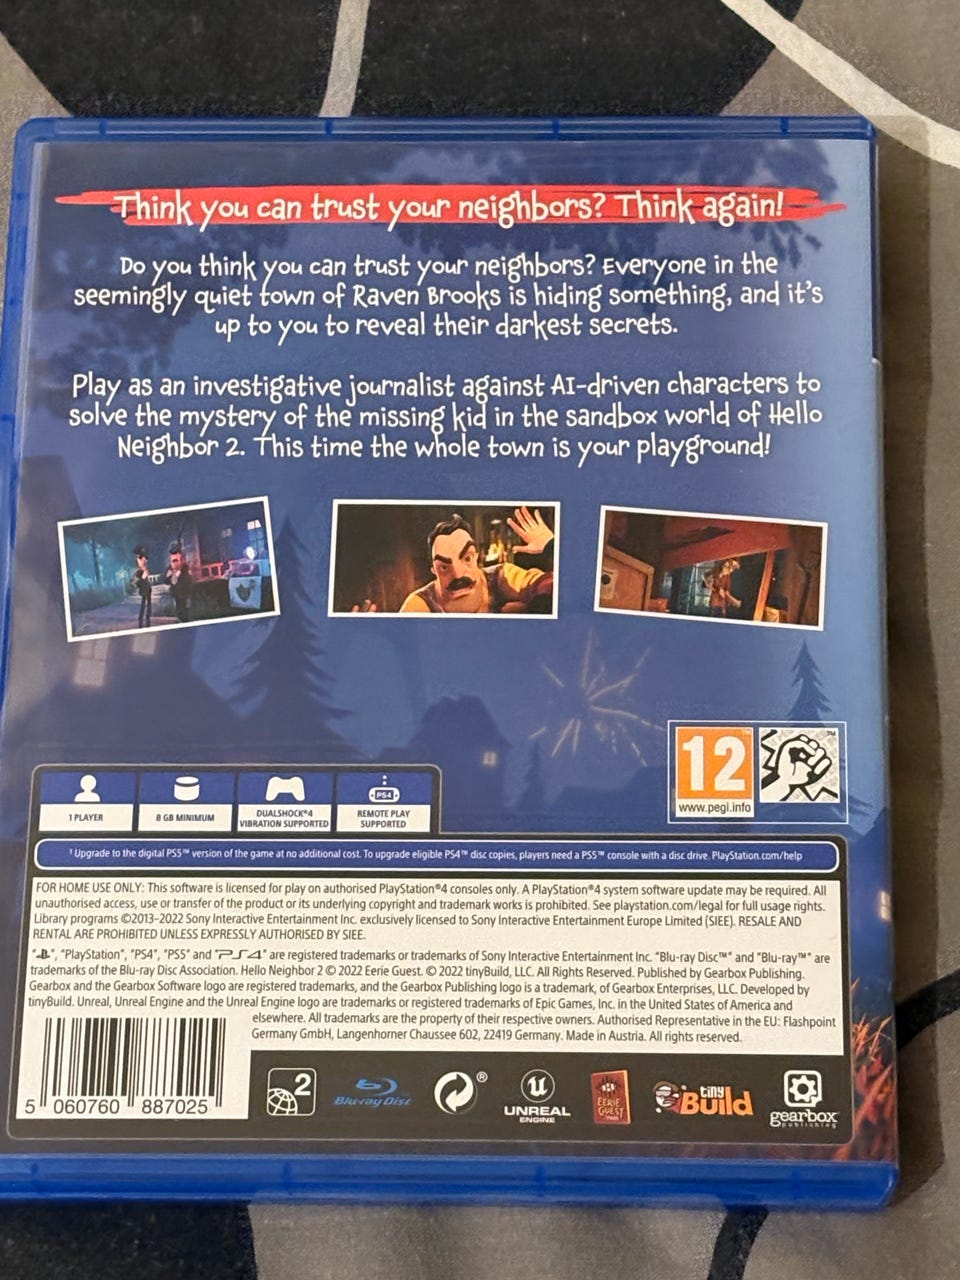 Think you can trust your neighbors? Think again!
Do you think you can trust your neighbors? Everyone in the
seemingly quiet town of Raven Brooks is hiding something, and it's
up to you to reveal their darkest secrets.
Play as an investigative journalist against AI-driven characters to
solve the mystery of the missing kid in the sandbox world of Hello
Neighbor 2. This time the whole town is your playground!
12™
™
www.pegi.info
PS4
1 PLAYER
8 GB MINIMUM
DUALSHOCK®4
VIBRATION SUPPORTED
REMOTE PLAY
SUPPORTED
¹ Upgrade to the digital PS5™ version of the game at no additional cost. To upgrade eligible PS4™ disc copies, players need a PS5™ console with a disc drive. PlayStation.com/help
FOR HOME USE ONLY: This software is licensed for play on authorised PlayStation®4 consoles only. A PlayStation®4 system software update may be required. All
unauthorised access, use or transfer of the product or its underlying copyright and trademark works is prohibited. See playstation.com/legal for full usage rights.
Library programs ©2013-2022 Sony Interactive Entertainment Inc. exclusively licensed to Sony Interactive Entertainment Europe Limited (SIEE). RESALE AND
RENTAL ARE PROHIBITED UNLESS EXPRESSLY AUTHORISED BY SIEE.
"", "PlayStation", "PS4", "PS5" and "PS4" are registered trademarks or trademarks of Sony Interactive Entertainment Inc. "Blu-ray Disc™" and "Blu-ray™" are
trademarks of the Blu-ray Disc Association. Hello Neighbor 2 © 2022 Eerie Guest. © 2022 tinyBuild, LLC. All Rights Reserved. Published by Gearbox Publishing.
Gearbox and the Gearbox Software logo are registered trademarks, and the Gearbox Publishing logo is a trademark, of Gearbox Enterprises, LLC. Developed by
tinyBuild. Unreal, Unreal Engine and the Unreal Engine logo are trademarks or registered trademarks of Epic Games, Inc. in the United States of America and
elsewhere. All trademarks are the property of their respective owners. Authorised Representative in the EU: Flashpoint
Germany GmbH, Langenhorner Chaussee 602, 22419 Germany. Made in Austria. All rights reserved.
5 060760 887025
2
Blu-ray Disc
®
UNREAL
ENGINE
EERIE
GUEST
tiny
Build
gearbox
publishing